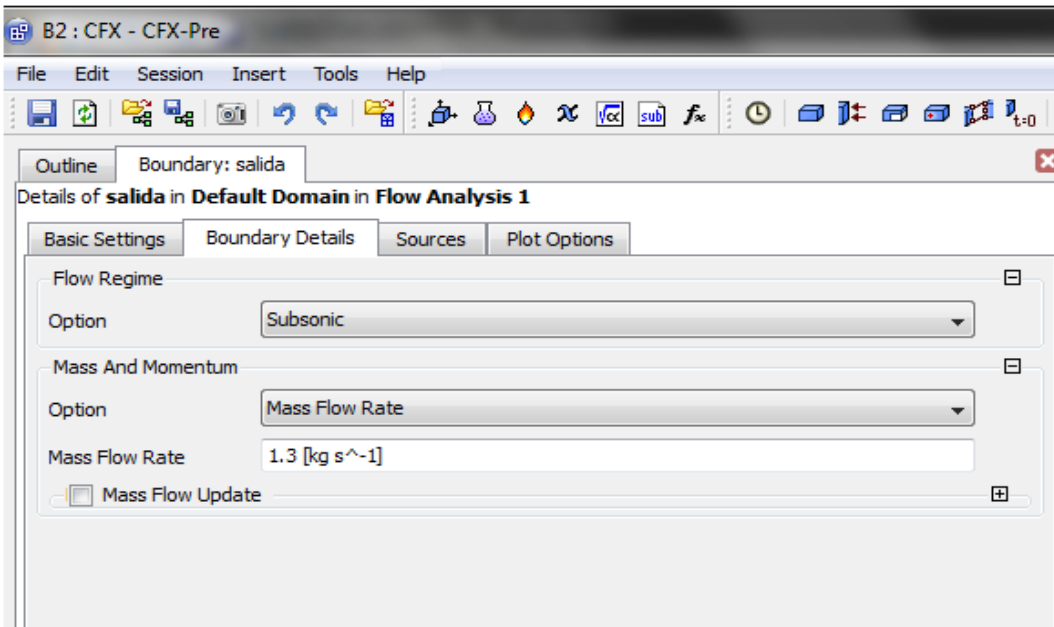 B2 : CFX - CFX-Pre
File Edit Session Insert Tools Help
√α sub f∞ t=0
Outline Boundary: salida
Details of salida in Default Domain in Flow Analysis 1
Basic Settings Boundary Details Sources Plot Options
Flow Regime
Option Subsonic
Mass And Momentum
Option Mass Flow Rate
Mass Flow Rate 1.3 [kg s^-1]
Mass Flow Update